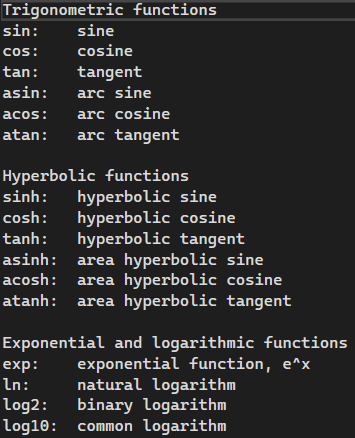 Trigonometric functions
sin: sine
cos: cosine
tan: tangent
asin: arc sine
acos: arc cosine
atan: arc tangent
Hyperbolic functions
sinh: hyperbolic sine
cosh: hyperbolic cosine
tanh: hyperbolic tangent
asinh: area hyperbolic sine
acosh: area hyperbolic cosine
atanh: area hyperbolic tangent
Exponential and logarithmic functions
exp: exponential function, e^x
ln: natural logarithm
log2: binary logarithm
log10: common logarithm